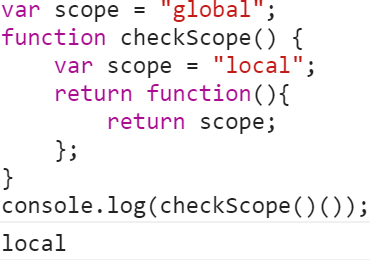 var scope = "global";
function checkScope() {
    var scope = "local";
    return function(){
        return scope;
    };
}
console.log(checkScope()());
local